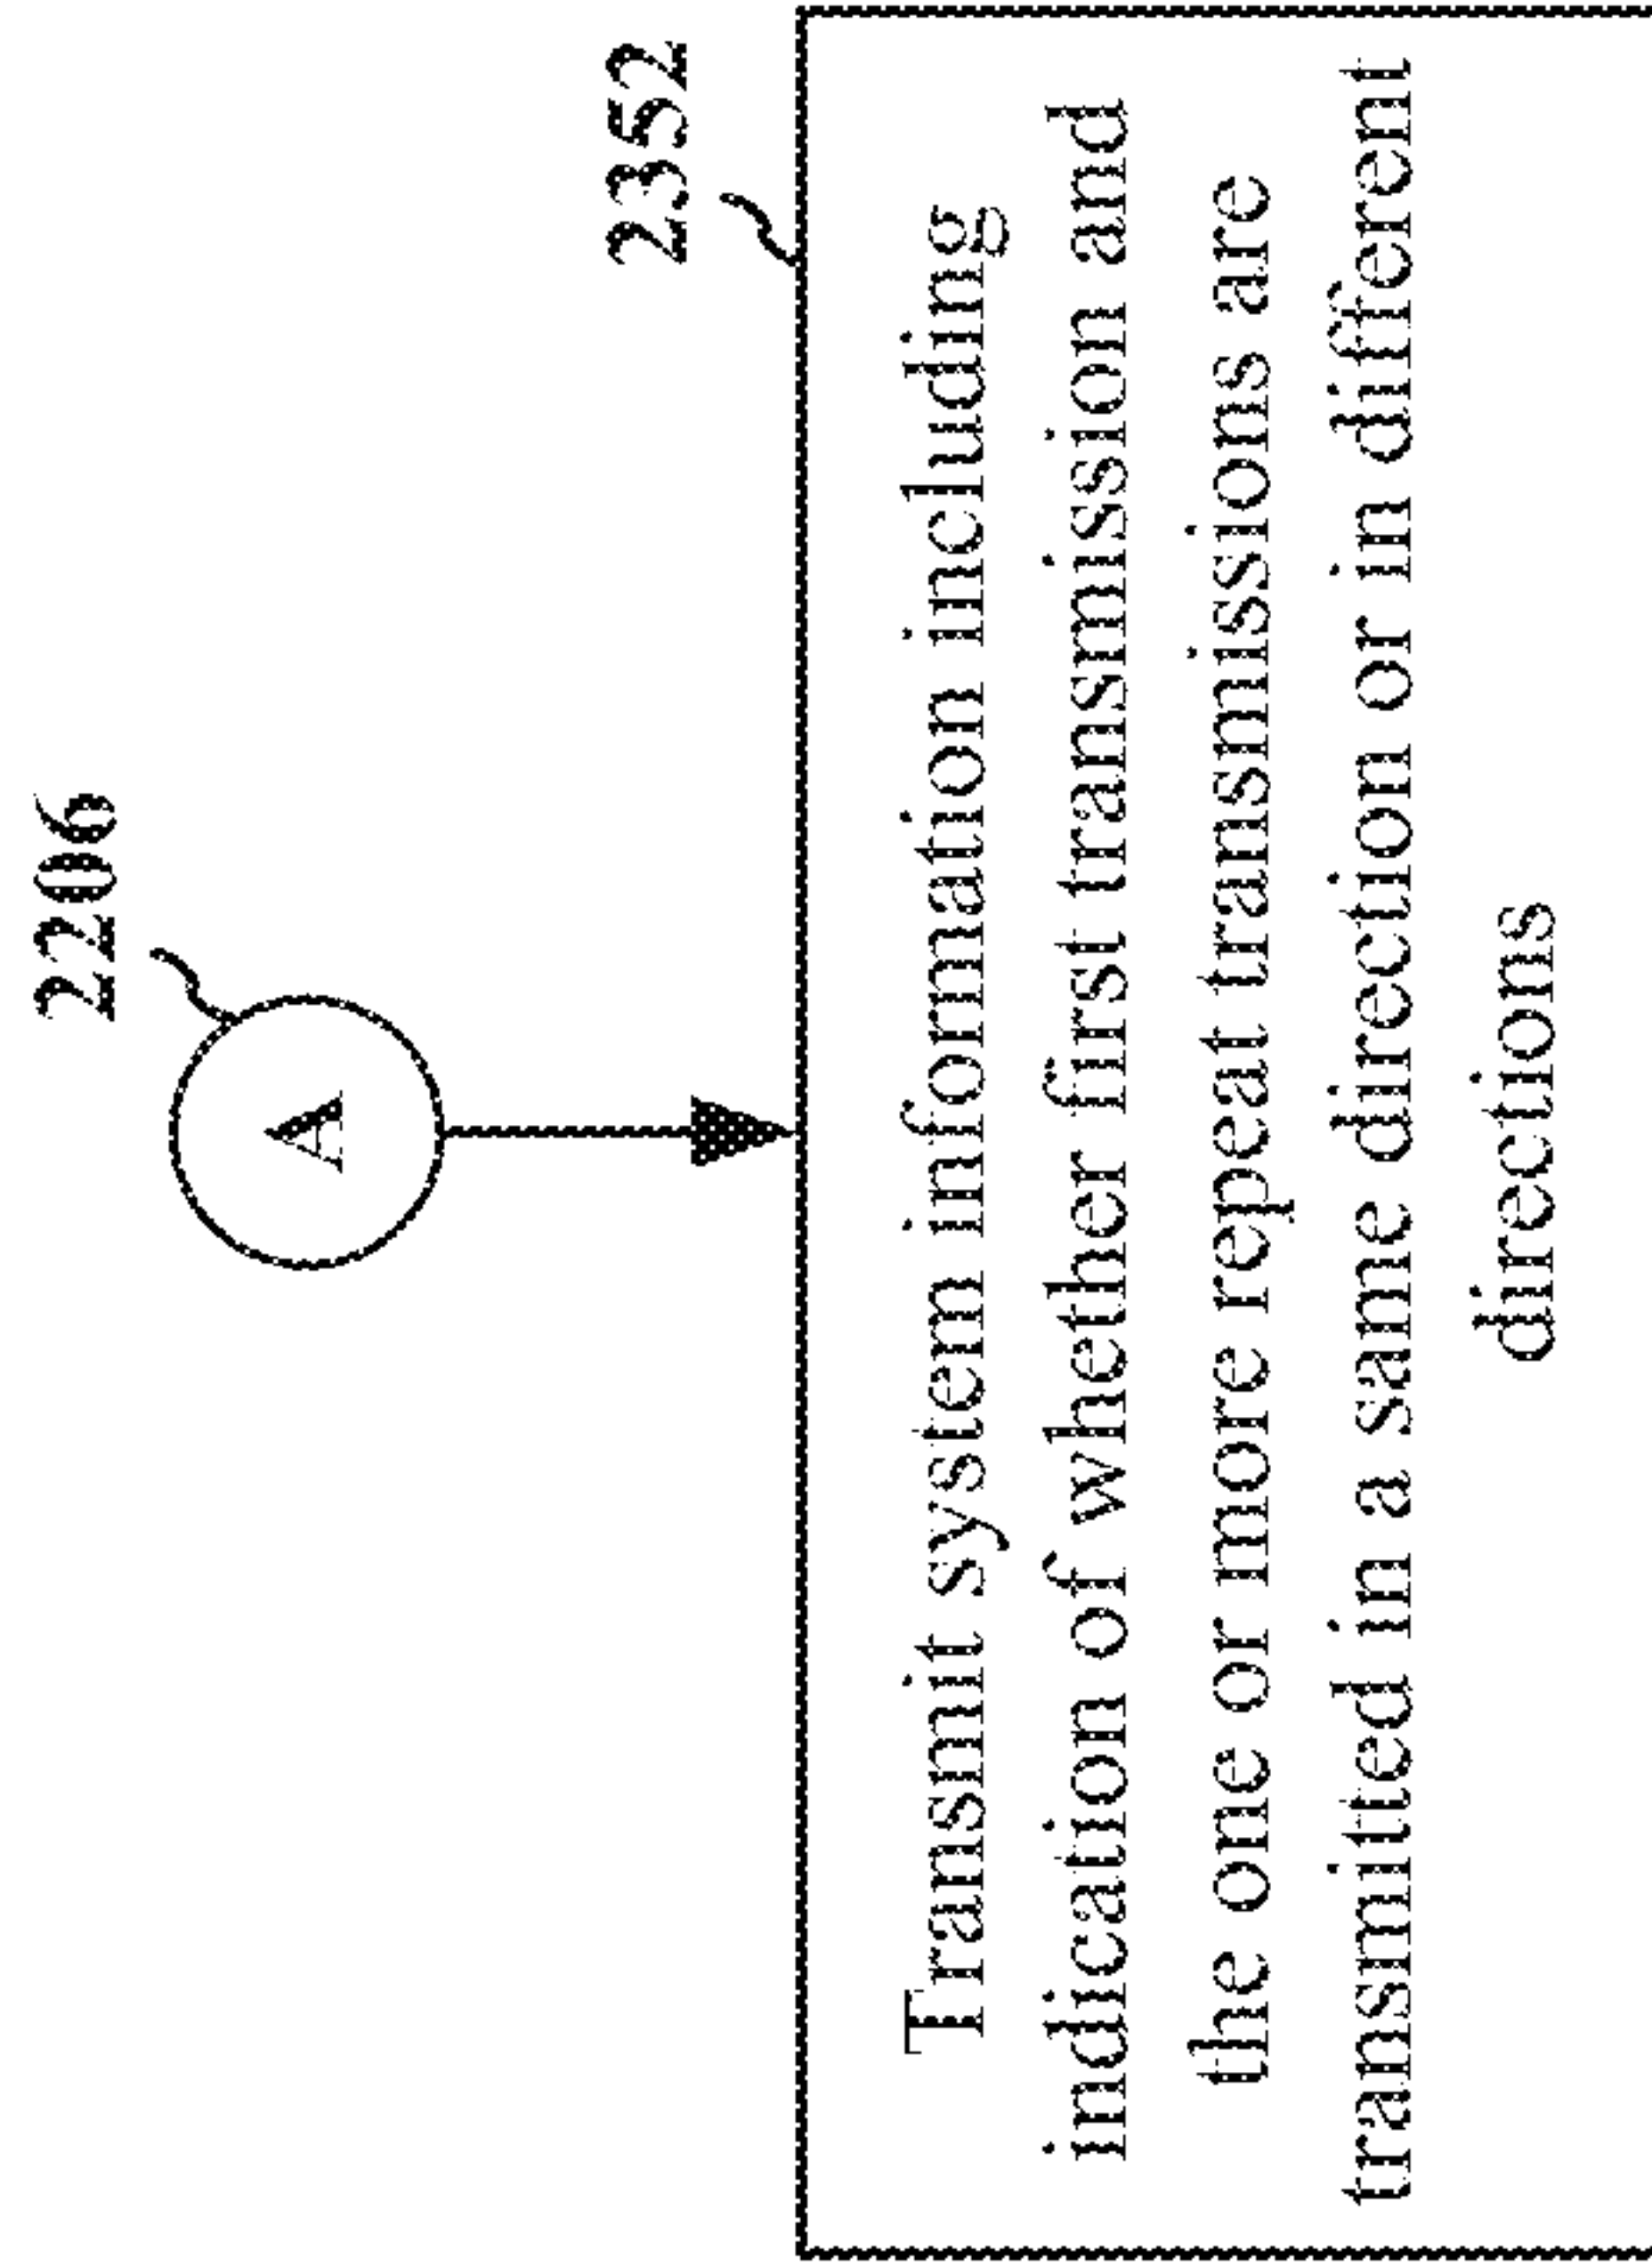 2206
A
2352
Transmit system information including
indication of whether first transmission and
the one or more repeat transmissions are
transmitted in a same direction or in different
directions